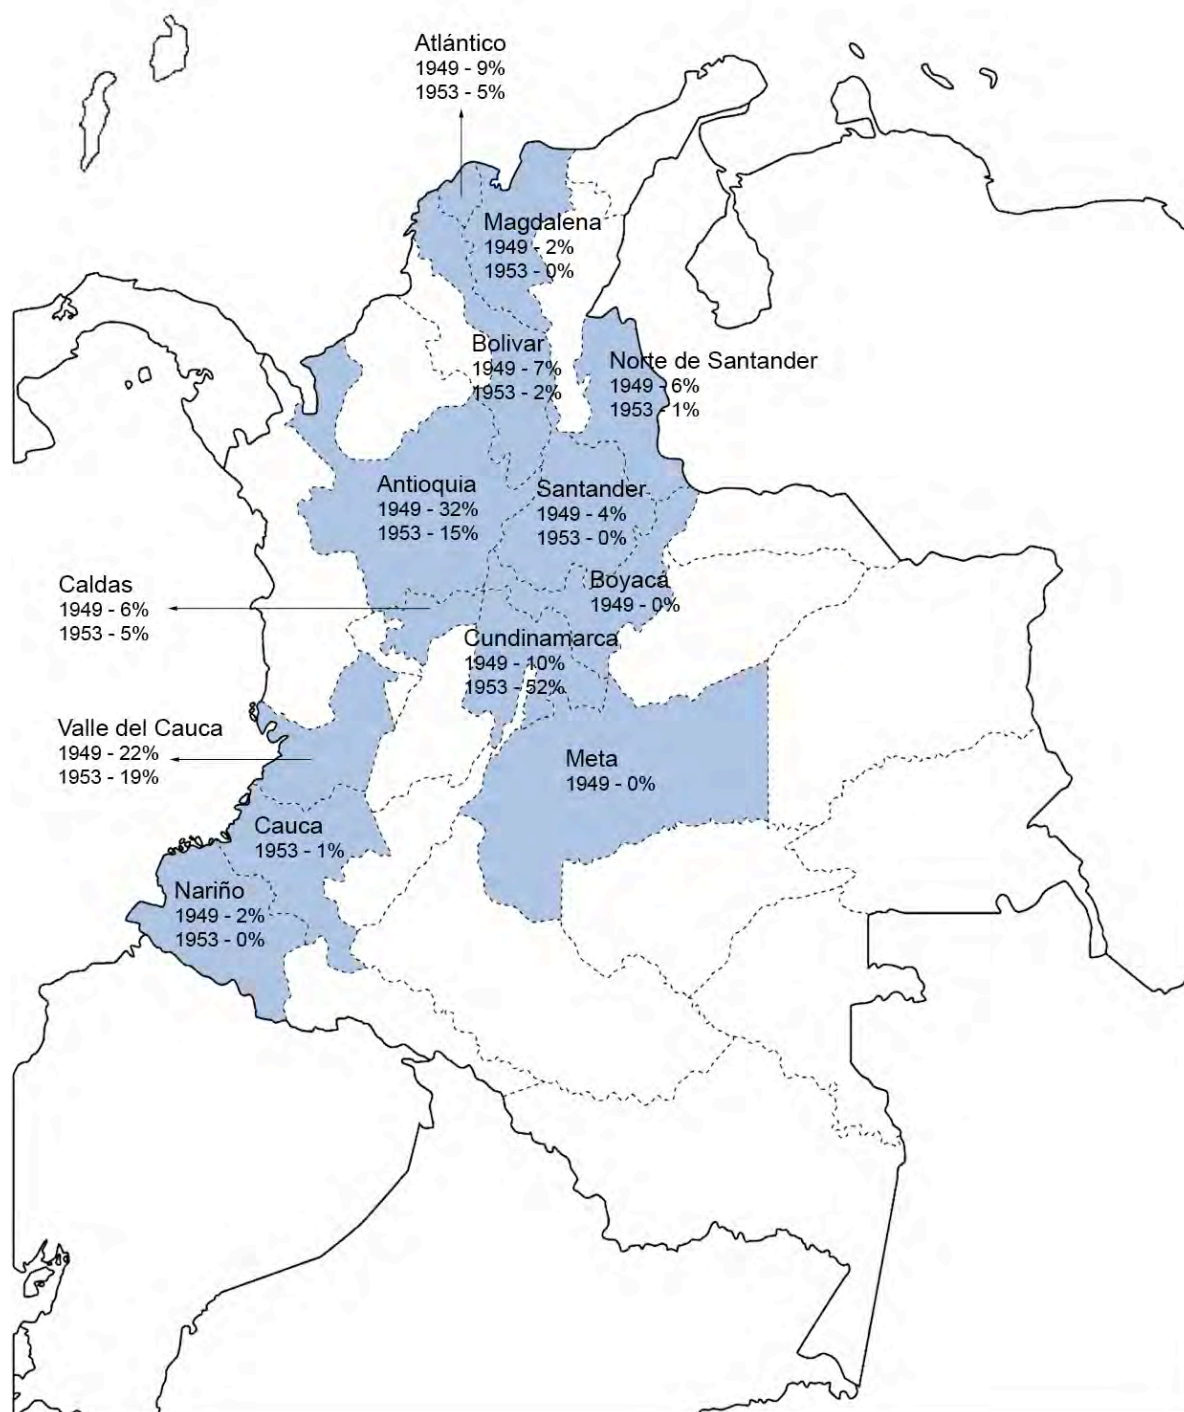 Atlántico
1949 - 9%
1953 - 5%
Magdalena
1949 - 2%
1953 - 0%
Bolivar
1949 - 7%
1953 - 2%
Norte de Santander
1949 - 6%
1953 - 1%
Antioquia
1949 - 32%
1953 - 15%
Santander
1949 - 4%
1953 - 0%
Caldas
1949 - 6%
1953 - 5%
Boyacá
1949 - 0%
Cundinamarca
1949 - 10%
1953 - 52%
Valle del Cauca
1949 - 22%
1953 - 19%
Meta
1949 - 0%
Cauca
1953 - 1%
Nariño
1949 - 2%
1953 - 0%